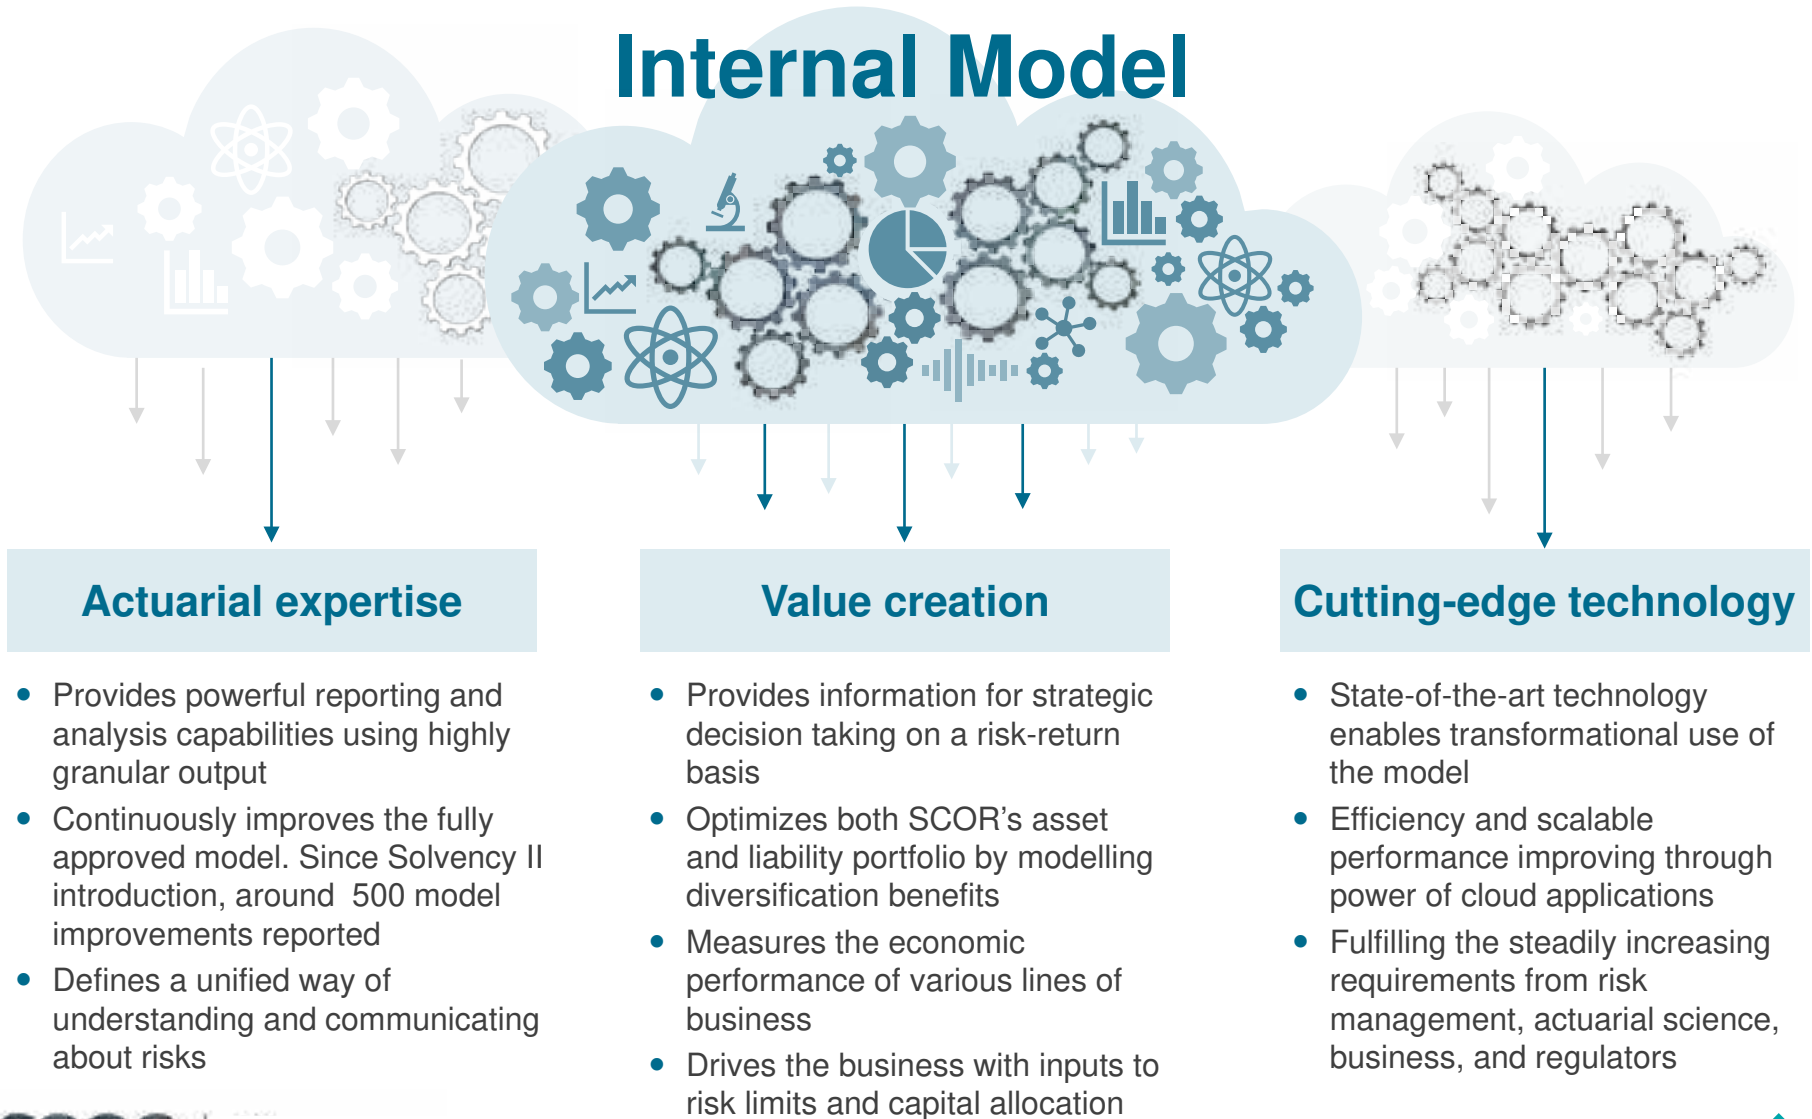 Internal Model
Actuarial expertise
• Provides powerful reporting and
analysis capabilities using highly
granular output
• Continuously improves the fully
approved model. Since Solvency II
introduction, around  500 model
improvements reported
• Defines a unified way of
understanding and communicating
about risks
Value creation
• Provides information for strategic
decision taking on a risk-return
basis
• Optimizes both SCOR’s asset
and liability portfolio by modelling
diversification benefits
• Measures the economic
performance of various lines of
business
• Drives the business with inputs to
risk limits and capital allocation
Cutting-edge technology
• State-of-the-art technology
enables transformational use of
the model
• Efficiency and scalable
performance improving through
power of cloud applications
• Fulfilling the steadily increasing
requirements from risk
management, actuarial science,
business, and regulators